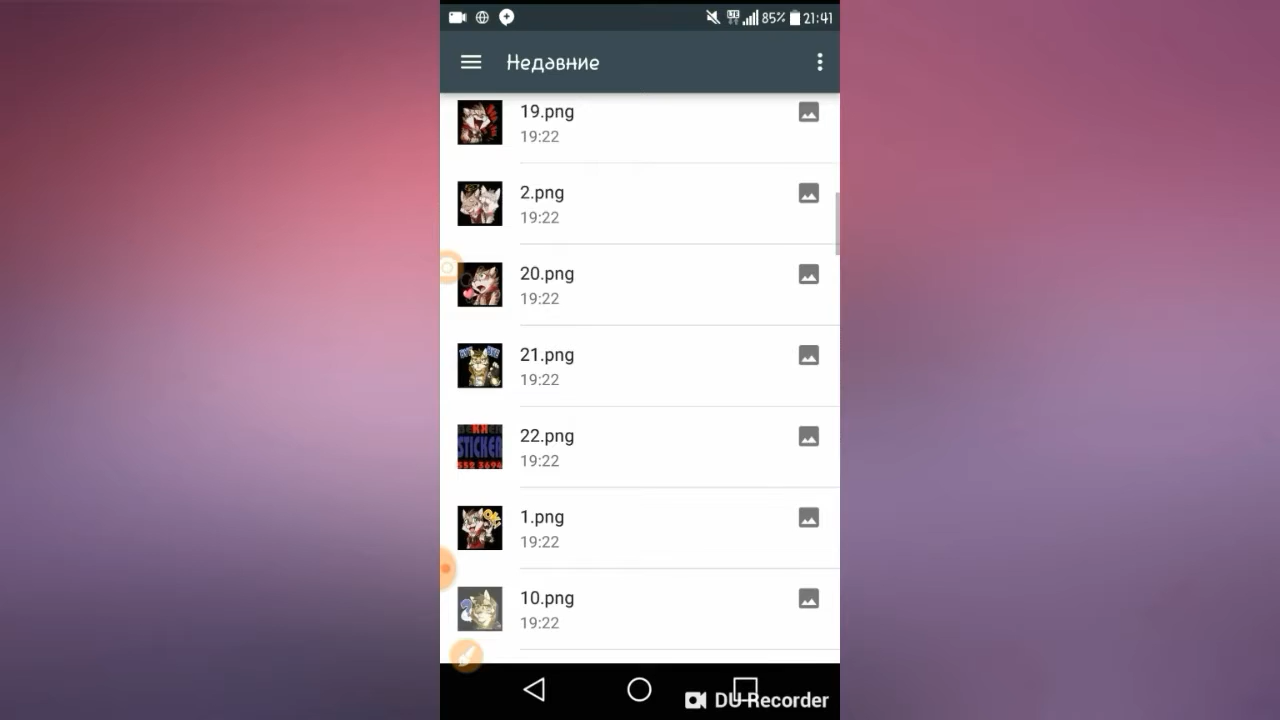 85% 21:41
Недавние
19.png
19:22
2.png
19:22
20.png
19:22
21.png
19:22
22.png
19:22
STICKER
1.png
19:22
10.png
19:22
DU Recorder